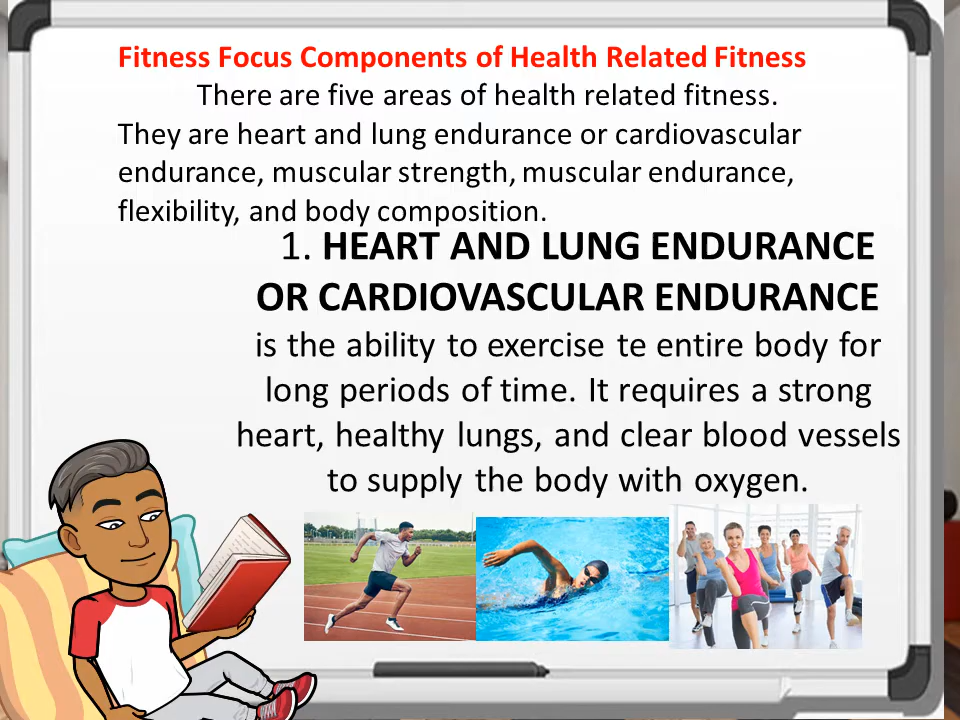 Fitness Focus Components of Health Related Fitness
There are five areas of health related fitness.
They are heart and lung endurance or cardiovascular
endurance, muscular strength, muscular endurance,
flexibility, and body composition.
1. HEART AND LUNG ENDURANCE
OR CARDIOVASCULAR ENDURANCE
is the ability to exercise te entire body for
long periods of time. It requires a strong
heart, healthy lungs, and clear blood vessels
to supply the body with oxygen.